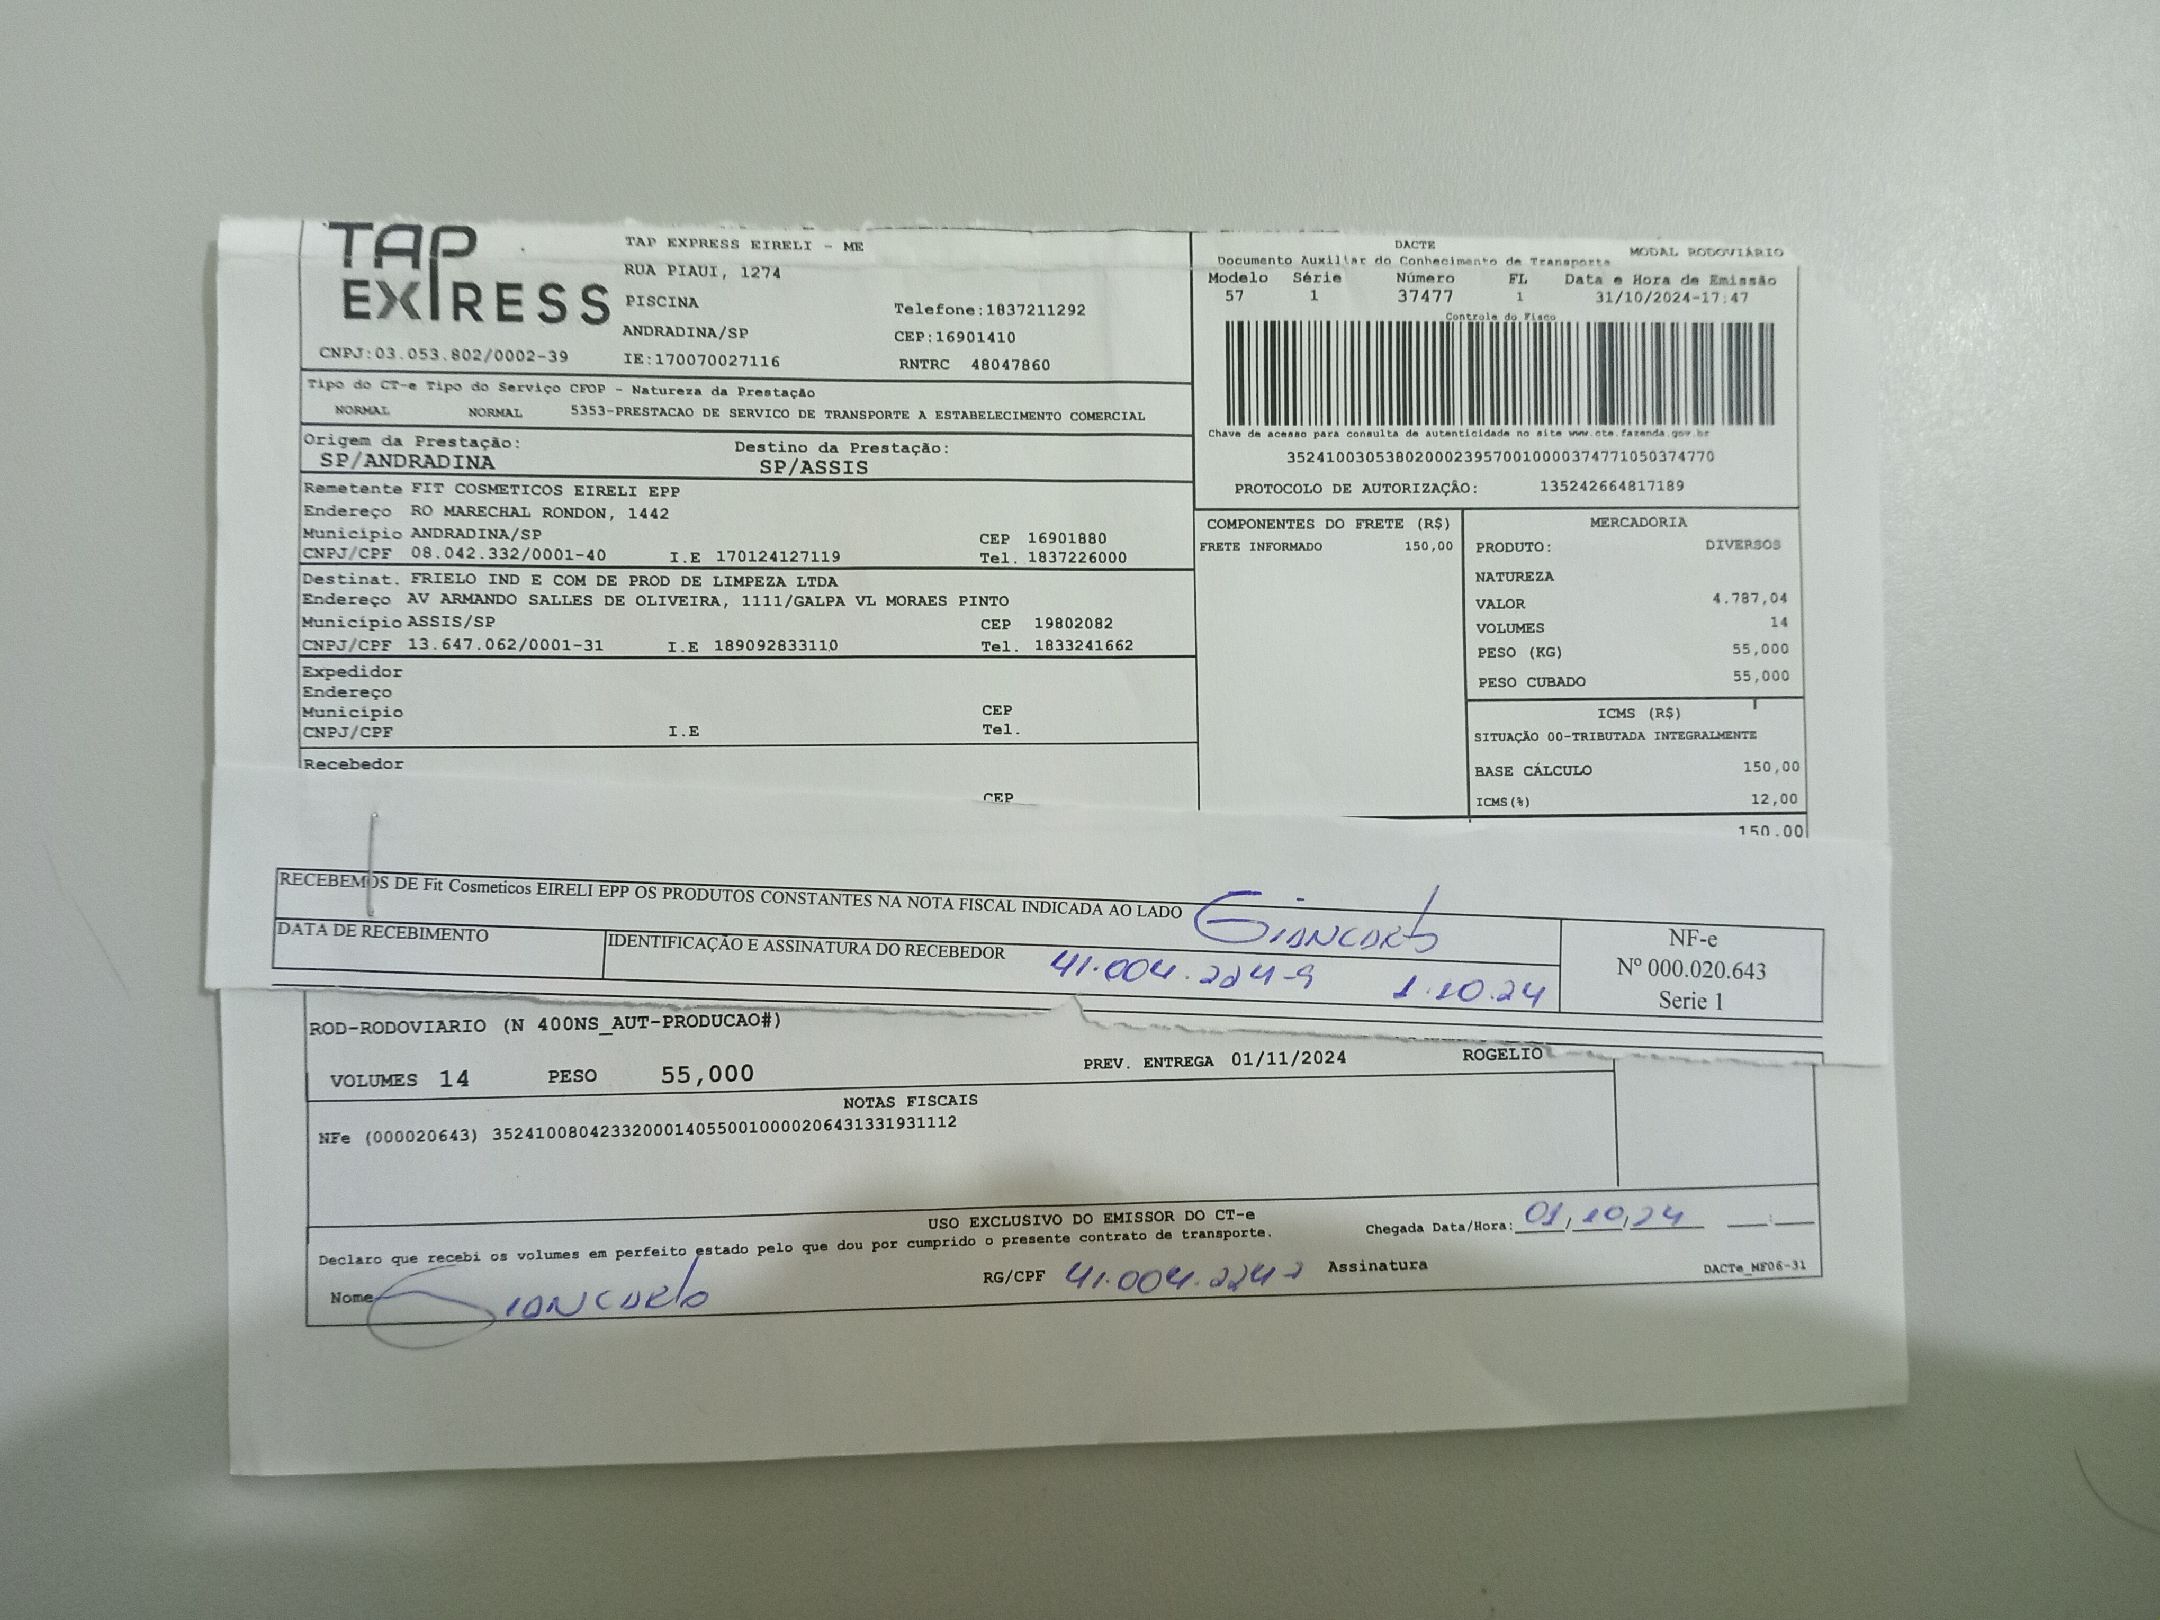 TAP EXPRESS
TAP EXPRESS EIRELI - ME
RUA PIAUI, 1274
PISCINA
Telefone:1837211292
ANDRADINA/SP
CEP:16901410
CNPJ:03.053.802/0002-39
IE:170070027116
RNTRC 48047860
DACTE
MODAL RODOVIÁRIO
Documento Auxiliar do Conhecimento de Transporte
Modelo Série Número FL Data e Hora de Emissão
57 1 37477 1 31/10/2024-17:47
Controle do Fisco
Chave de acesso para consulta de autenticidade no site www.cte.fazenda.gov.br
35241003053802000239570010000374771050374770
PROTOCOLO DE AUTORIZAÇÃO: 135242664817189
Tipo do CT-e Tipo do Serviço CFOP - Natureza da Prestação
NORMAL NORMAL 5353-PRESTACAO DE SERVICO DE TRANSPORTE A ESTABELECIMENTO COMERCIAL
Origem da Prestação: Destino da Prestação:
SP/ANDRADINA SP/ASSIS
Remetente FIT COSMETICOS EIRELI EPP
Endereço RO MARECHAL RONDON, 1442
Município ANDRADINA/SP CEP 16901880
CNPJ/CPF 08.042.332/0001-40 I.E 170124127119 Tel. 1837226000
Destinat. FRIELO IND E COM DE PROD DE LIMPEZA LTDA
Endereço AV ARMANDO SALLES DE OLIVEIRA, 1111/GALPA VL MORAES PINTO
Município ASSIS/SP CEP 19802082
CNPJ/CPF 13.647.062/0001-31 I.E 189092833110 Tel. 1833241662
Expedidor
Endereço
Município CEP
CNPJ/CPF I.E Tel.
Recebedor
CEP
COMPONENTES DO FRETE (R$)
FRETE INFORMADO 150,00
MERCADORIA
PRODUTO: DIVERSOS
NATUREZA
VALOR 4.787,04
VOLUMES 14
PESO (KG) 55,000
PESO CUBADO 55,000
ICMS (R$)
SITUAÇÃO 00-TRIBUTADA INTEGRALMENTE
BASE CÁLCULO 150,00
ICMS(%) 12,00
150.00
RECEBEMOS DE Fit Cosmeticos EIRELI EPP OS PRODUTOS CONSTANTES NA NOTA FISCAL INDICADA AO LADO
Giancarlo
DATA DE RECEBIMENTO
IDENTIFICAÇÃO E ASSINATURA DO RECEBEDOR
41.004.224-9 1.10.24
NF-e
Nº 000.020.643
Serie 1
ROD-RODOVIARIO (N 400NS_AUT-PRODUCAO#)
VOLUMES 14 PESO 55,000 PREV. ENTREGA 01/11/2024 ROGELIO
NOTAS FISCAIS
NFe (000020643) 35241008042332000140550010000206431331931112
USO EXCLUSIVO DO EMISSOR DO CT-e
Declaro que recebi os volumes em perfeito estado pelo que dou por cumprido o presente contrato de transporte.
Chegada Data/Hora: 01/10/24 __:__
Nome Giancarlo RG/CPF Assinatura
DACTe_MF06-31